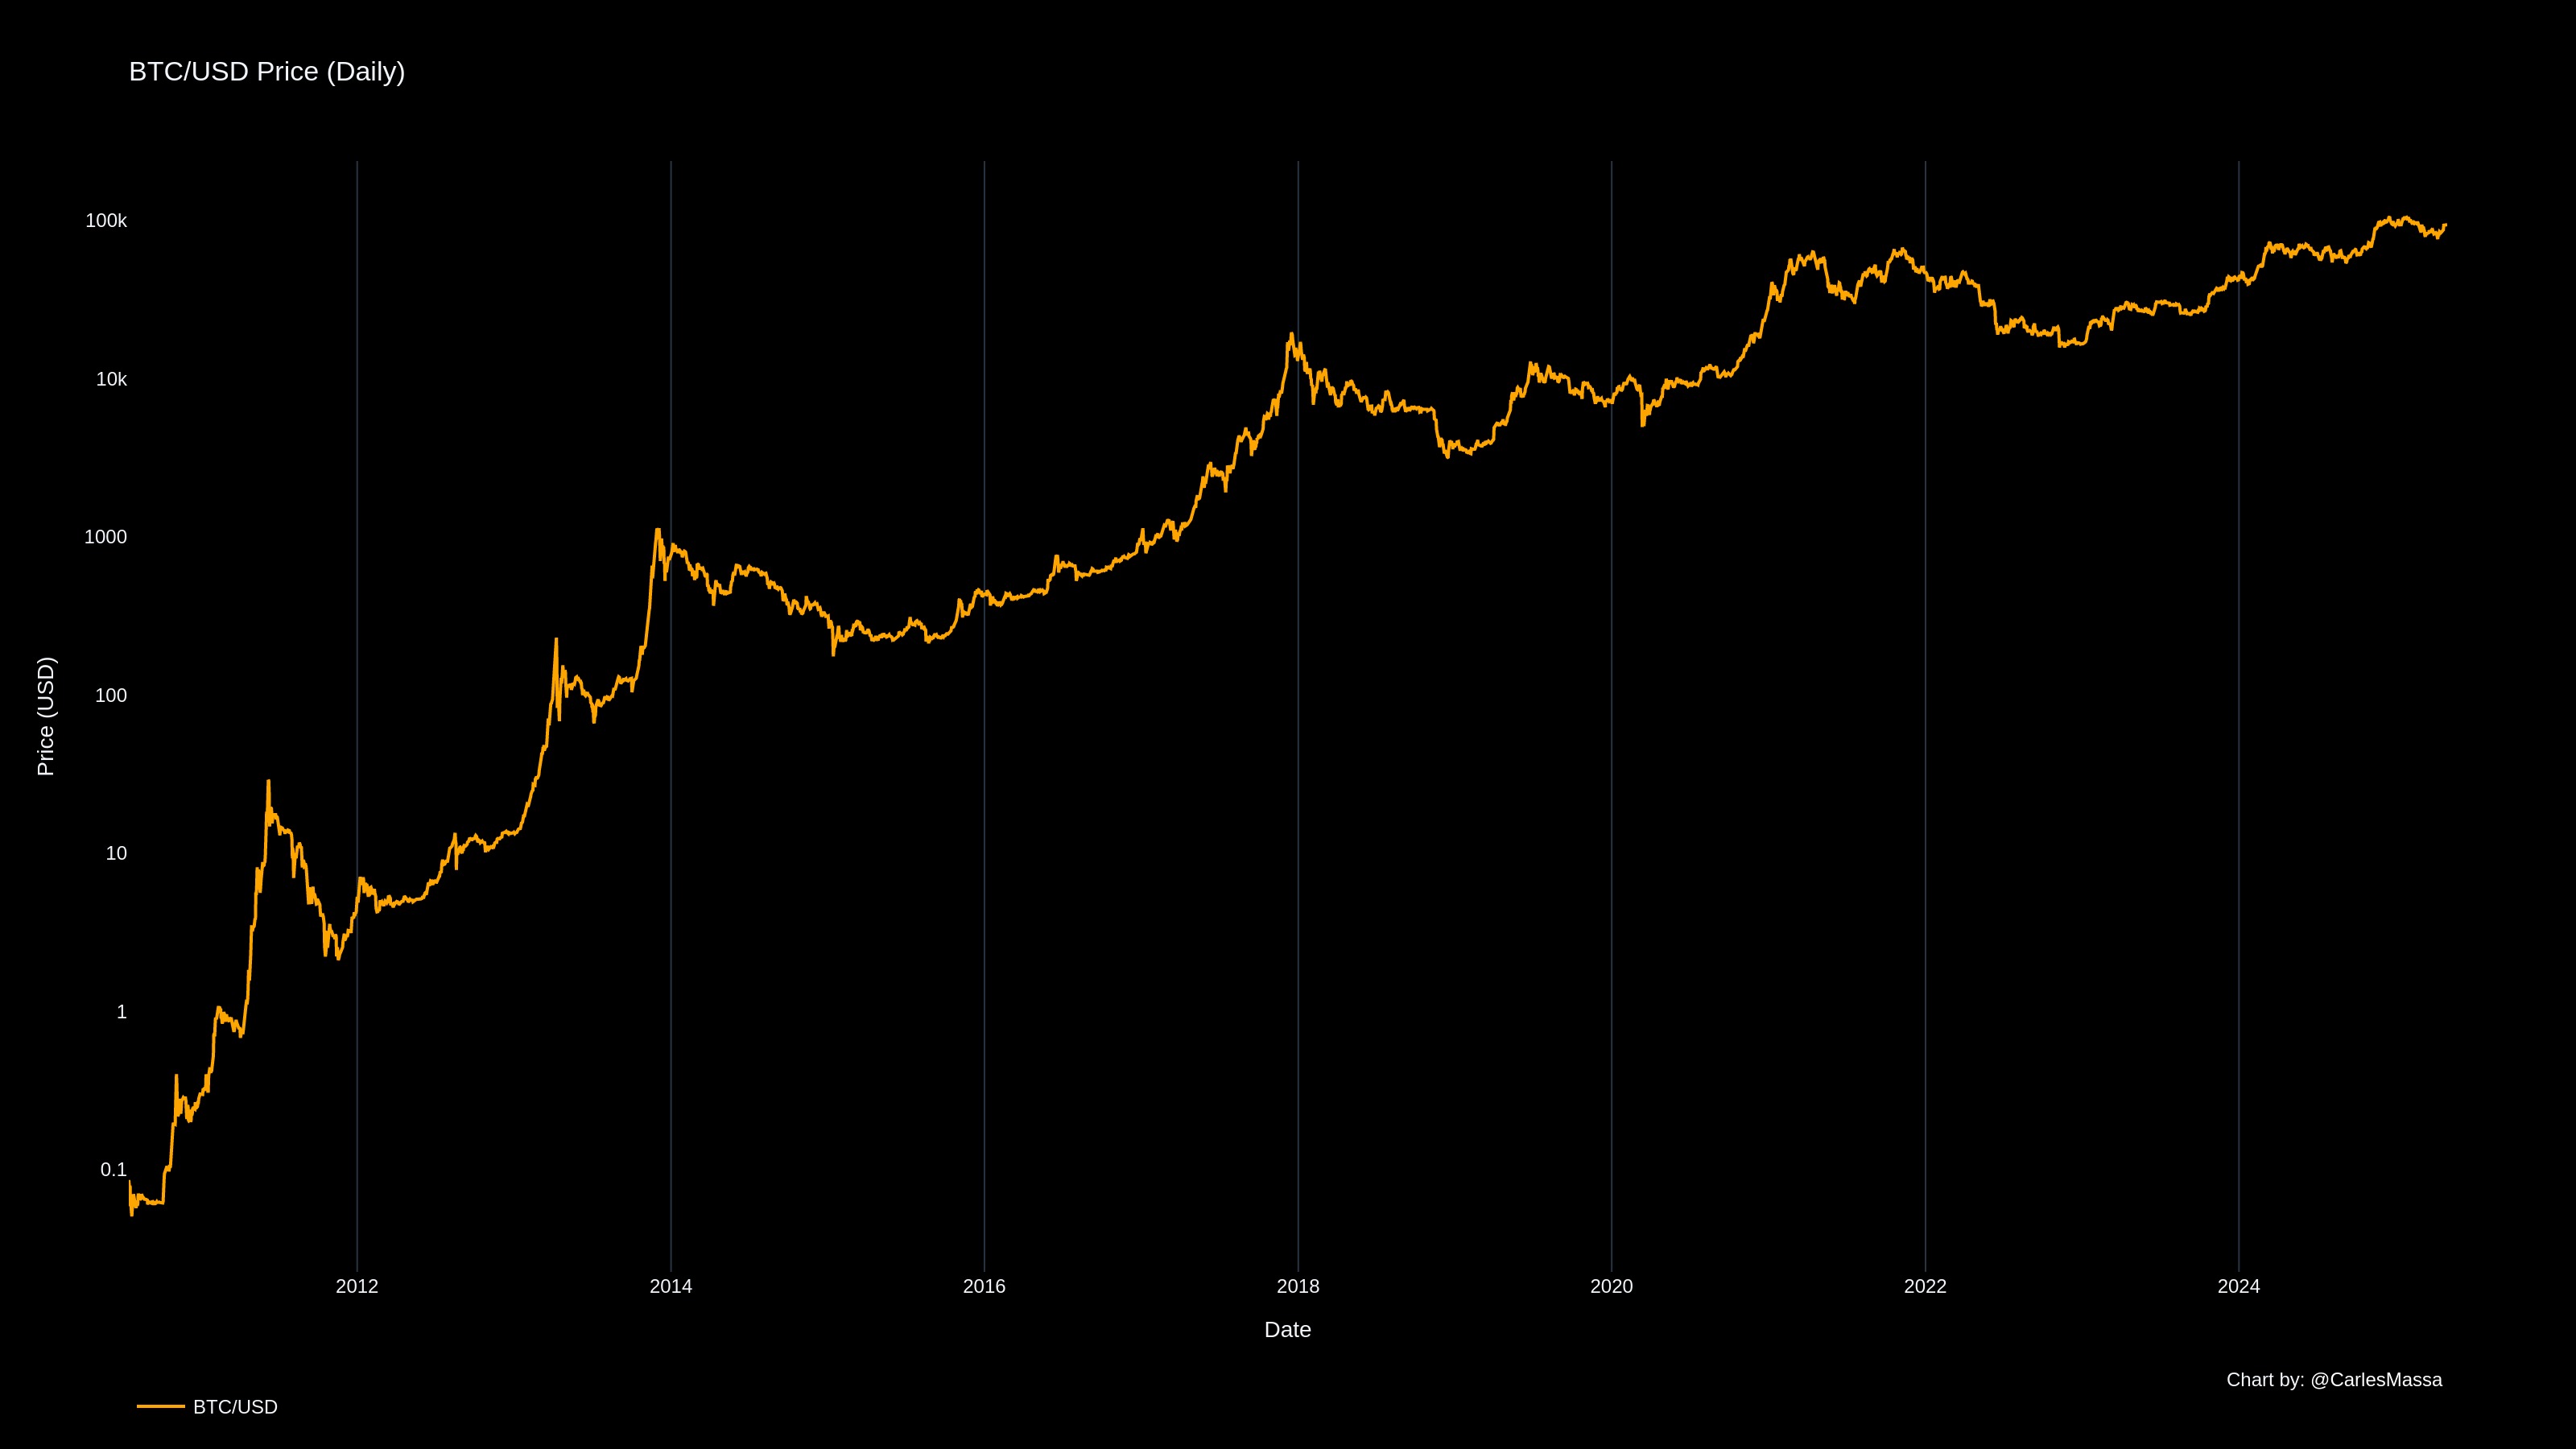 BTC/USD Price (Daily)
100k
10k
1000
100
10
1
0.1
Price (USD)
2012 2014 2016 2018 2020 2022 2024
Date
Chart by: @CarlesMassa
BTC/USD